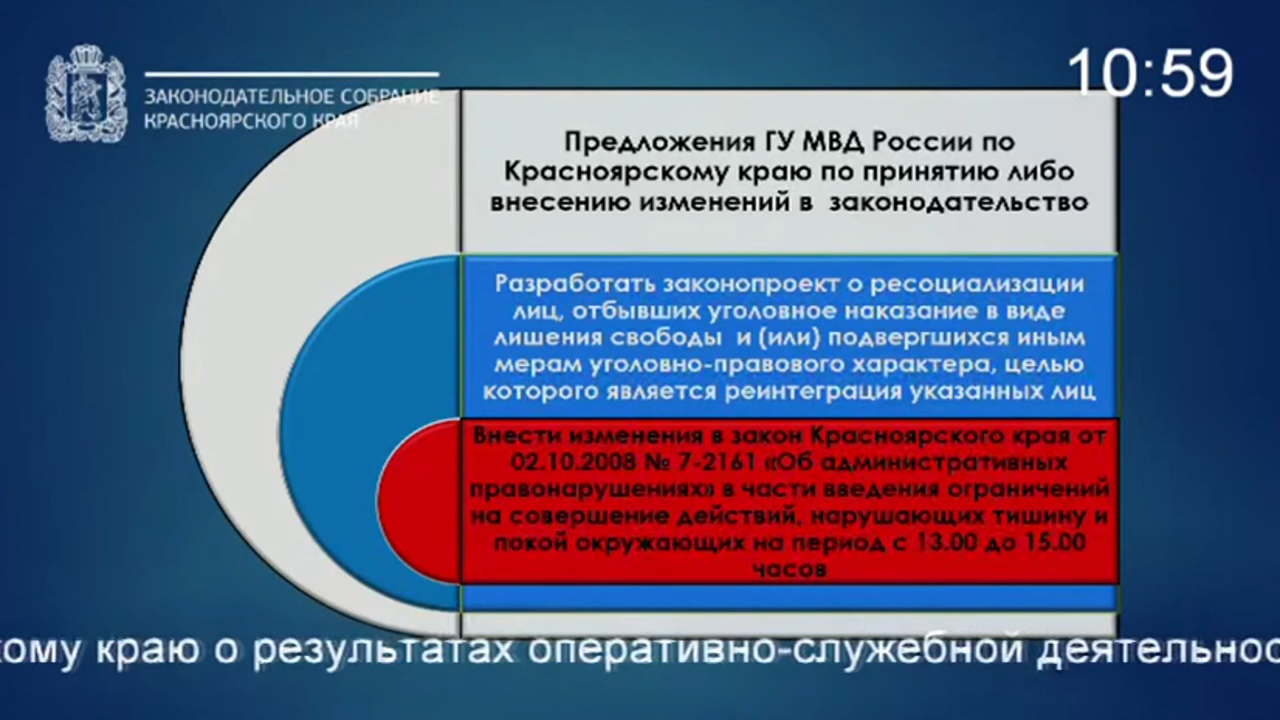 ЗАКОНОДАТЕЛЬНОЕ СОБРАНИЕ
КРАСНОЯРСКОГО КРАЯ
10:59
Предложения ГУ МВД России по
Красноярскому краю по принятию либо
внесению изменений в законодательство
Разработать законопроект о ресоциализации
лиц, отбывших уголовное наказание в виде
лишения свободы и (или) подвергшихся иным
мерам уголовно-правового характера, целью
которого является реинтеграция указанных лиц
Внести изменения в закон Красноярского края от
02.10.2008 № 7-2161 «Об административных
правонарушениях» в части введения ограничений
на совершение действий, нарушающих тишину и
покой окружающих на период с 13.00 до 15.00
часов
кому краю о результатах оперативно-служебной деятельнос